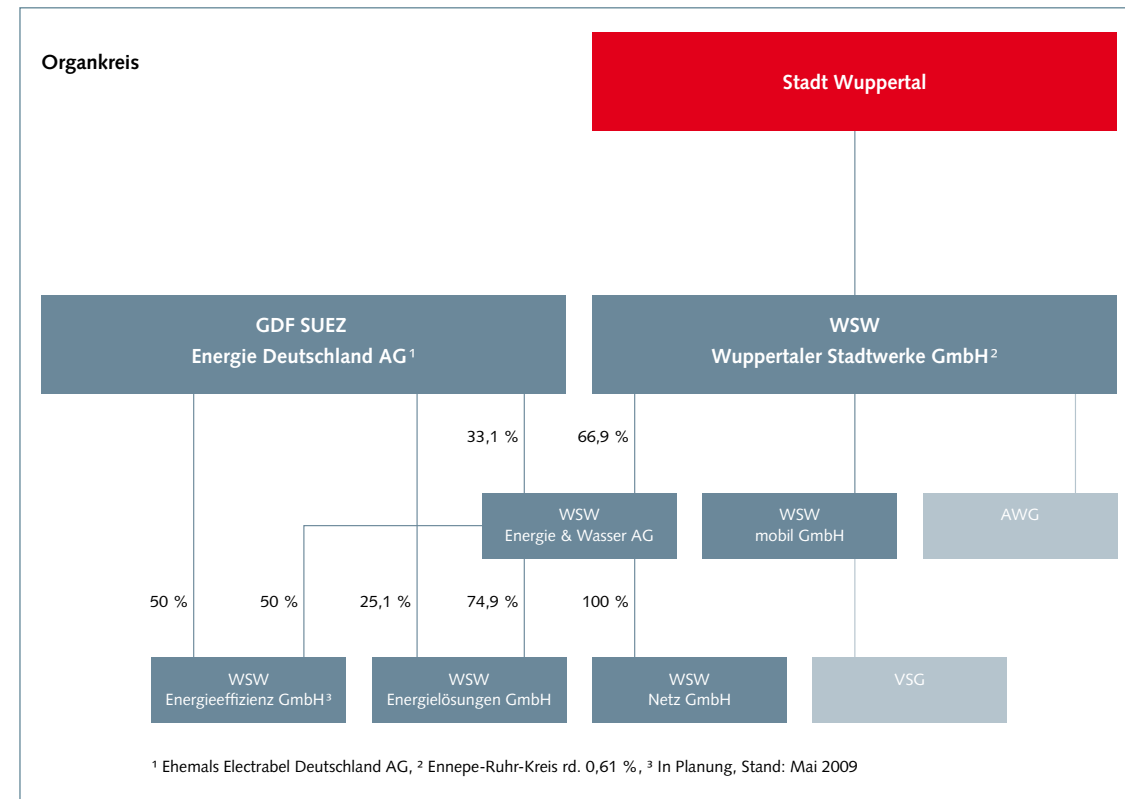 Organkreis
Stadt Wuppertal
GDF SUEZ
Energie Deutschland AG¹
WSW
Wuppertaler Stadtwerke GmbH²
33,1 %
66,9 %
WSW
Energie & Wasser AG
WSW
mobil GmbH
AWG
50 %
50 %
25,1 %
74,9 %
100 %
WSW
Energieeffizienz GmbH³
WSW
Energielösungen GmbH
WSW
Netz GmbH
VSG
¹ Ehemals Electrabel Deutschland AG, ² Ennepe-Ruhr-Kreis rd. 0,61 %, ³ In Planung, Stand: Mai 2009